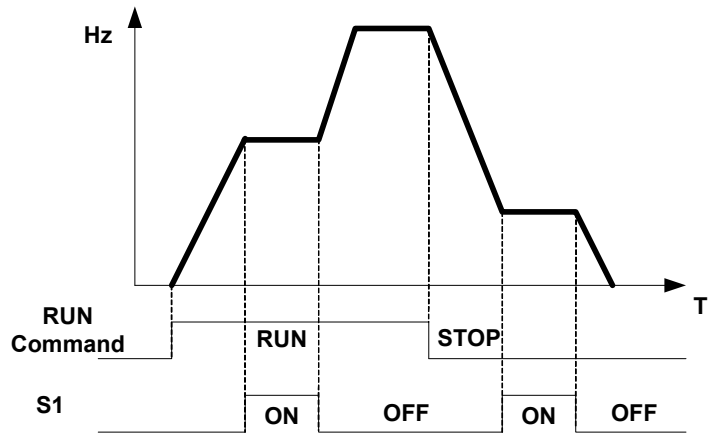 Hz
T
RUN
Command
RUN
STOP
S1
ON
OFF
ON
OFF